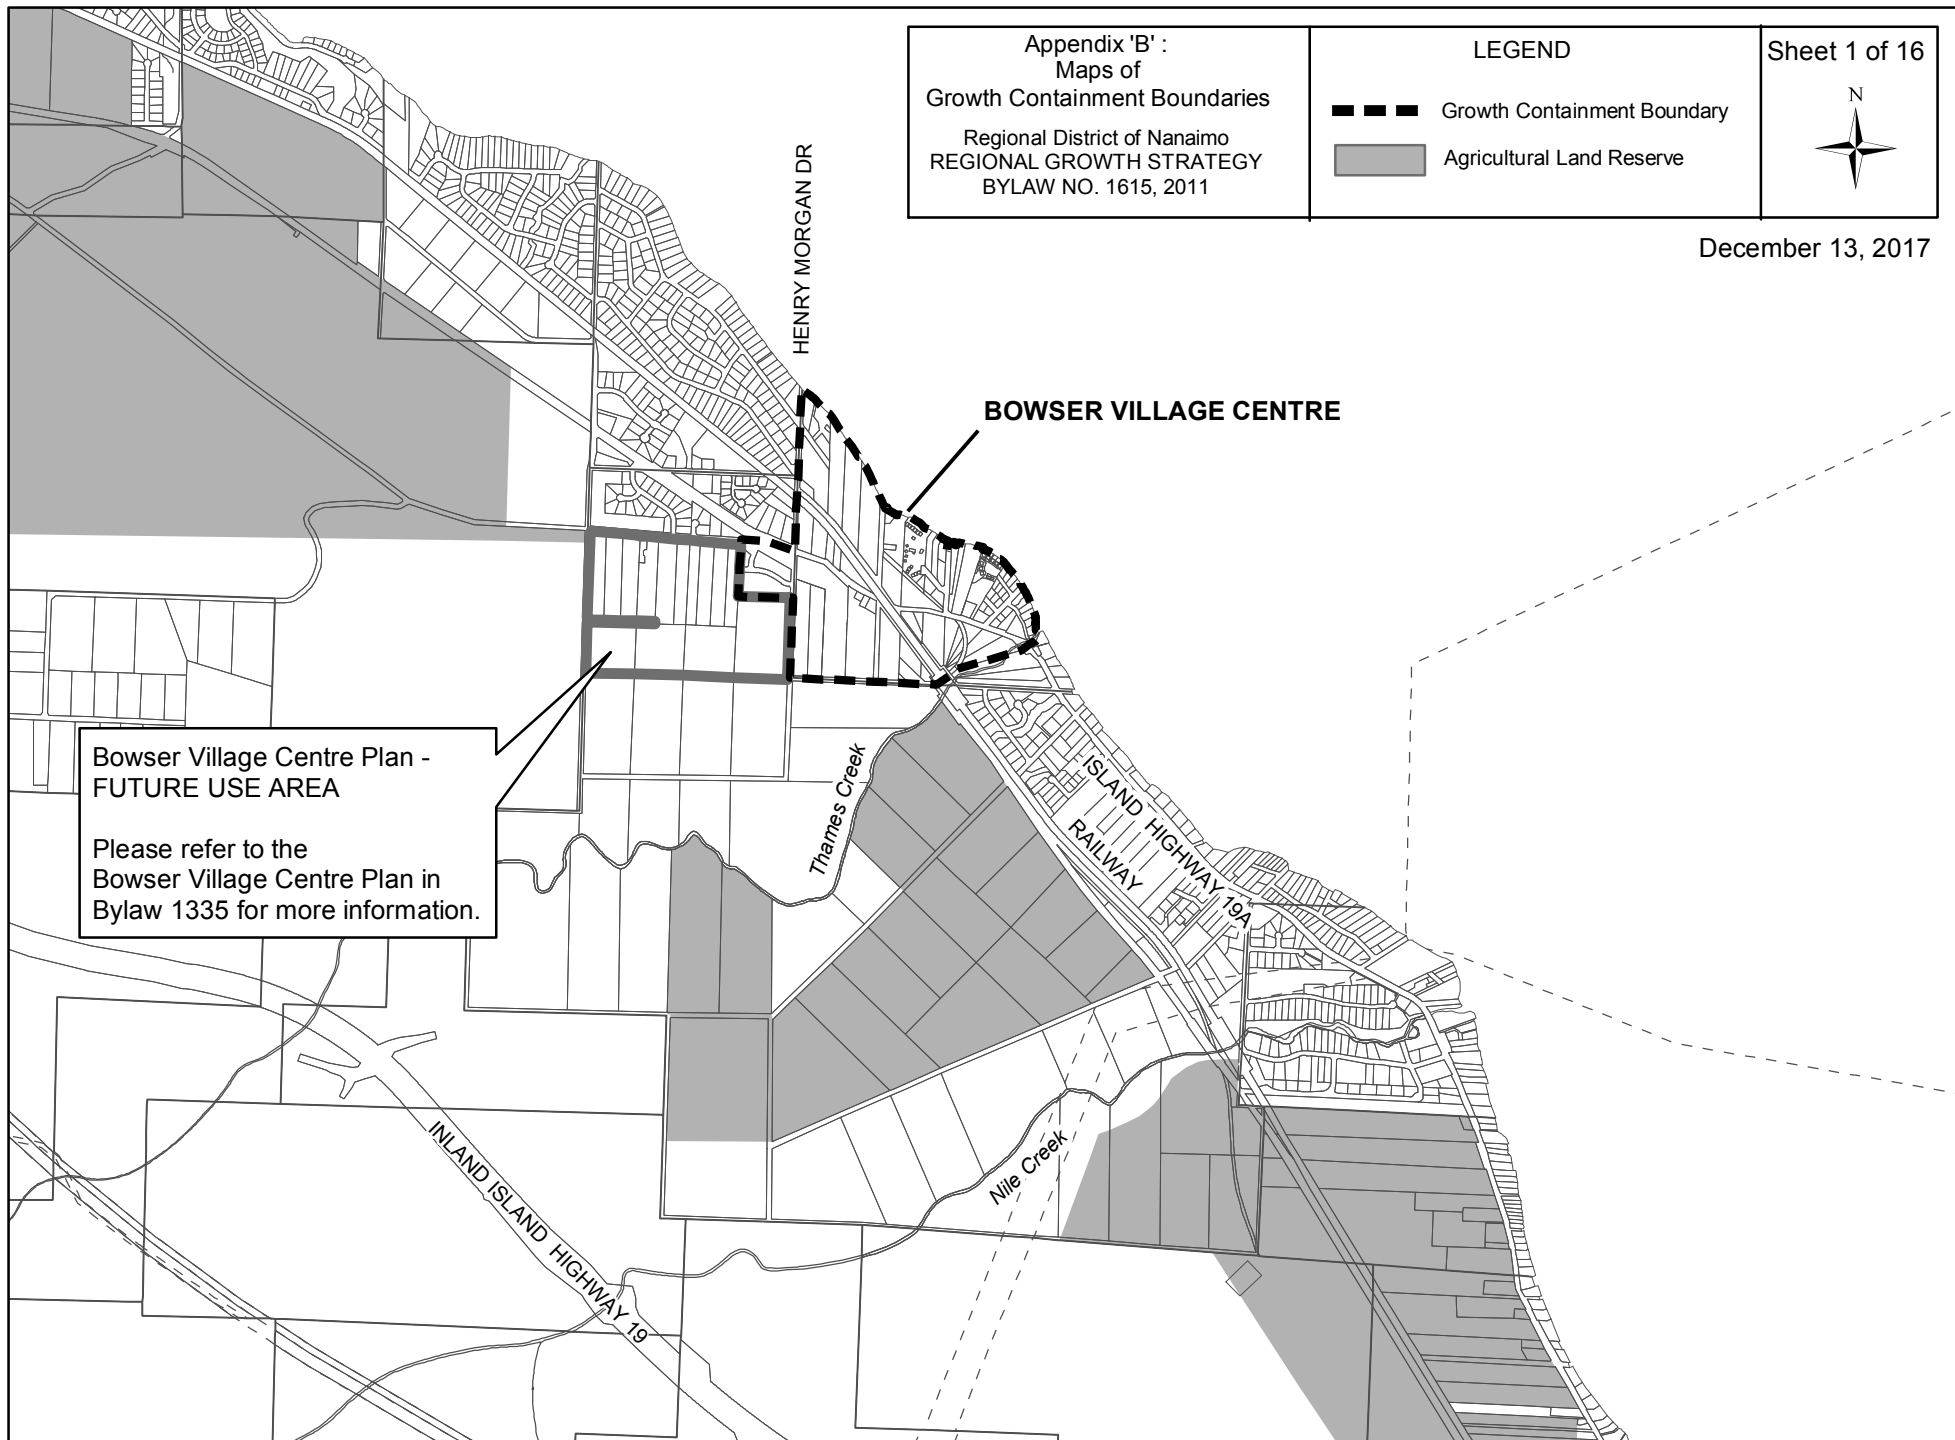 Appendix 'B' :
Maps of
Growth Containment Boundaries
Regional District of Nanaimo
REGIONAL GROWTH STRATEGY
BYLAW NO. 1615, 2011
LEGEND
Growth Containment Boundary
Agricultural Land Reserve
Sheet 1 of 16
N
December 13, 2017
HENRY MORGAN DR
BOWSER VILLAGE CENTRE
Bowser Village Centre Plan -
FUTURE USE AREA
Please refer to the
Bowser Village Centre Plan in
Bylaw 1335 for more information.
Thames Creek
ISLAND HIGHWAY 19A
RAILWAY
Nile Creek
INLAND ISLAND HIGHWAY 19